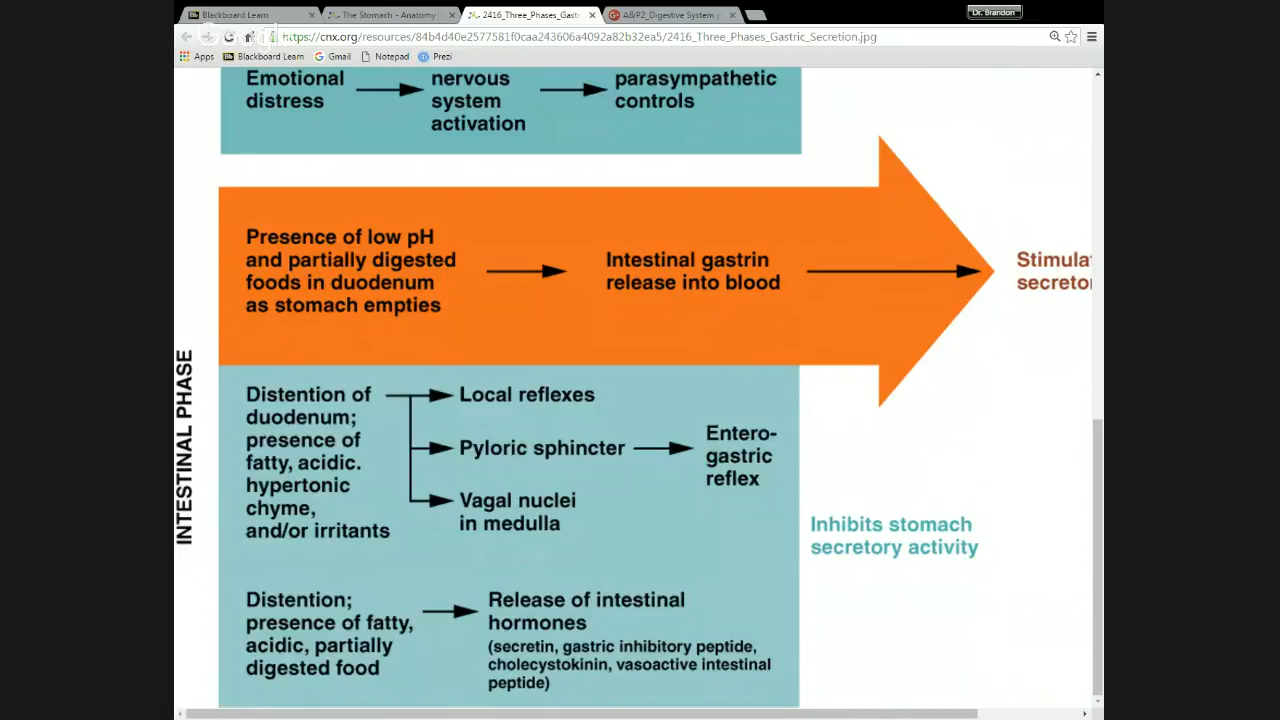 Blackboard Learn
The Stomach - Anatomy
2416_Three_Phases_Gast
A&P2_Digestive System
Dr. Brandon
https://cnx.org/resources/84b4d40e2577581f0caa243606a4092a82b32ea5/2416_Three_Phases_Gastric_Secretion.jpg
Apps
Blackboard Learn
Gmail
Notepad
Prezi
Emotional
distress
nervous
system
activation
parasympathetic
controls
INTESTINAL PHASE
Presence of low pH
and partially digested
foods in duodenum
as stomach empties
Intestinal gastrin
release into blood
Stimula
secreto
Distention of
duodenum;
presence of
fatty, acidic.
hypertonic
chyme,
and/or irritants
Local reflexes
Pyloric sphincter
Vagal nuclei
in medulla
Entero-
gastric
reflex
Inhibits stomach
secretory activity
Distention;
presence of fatty,
acidic, partially
digested food
Release of intestinal
hormones
(secretin, gastric inhibitory peptide,
cholecystokinin, vasoactive intestinal
peptide)